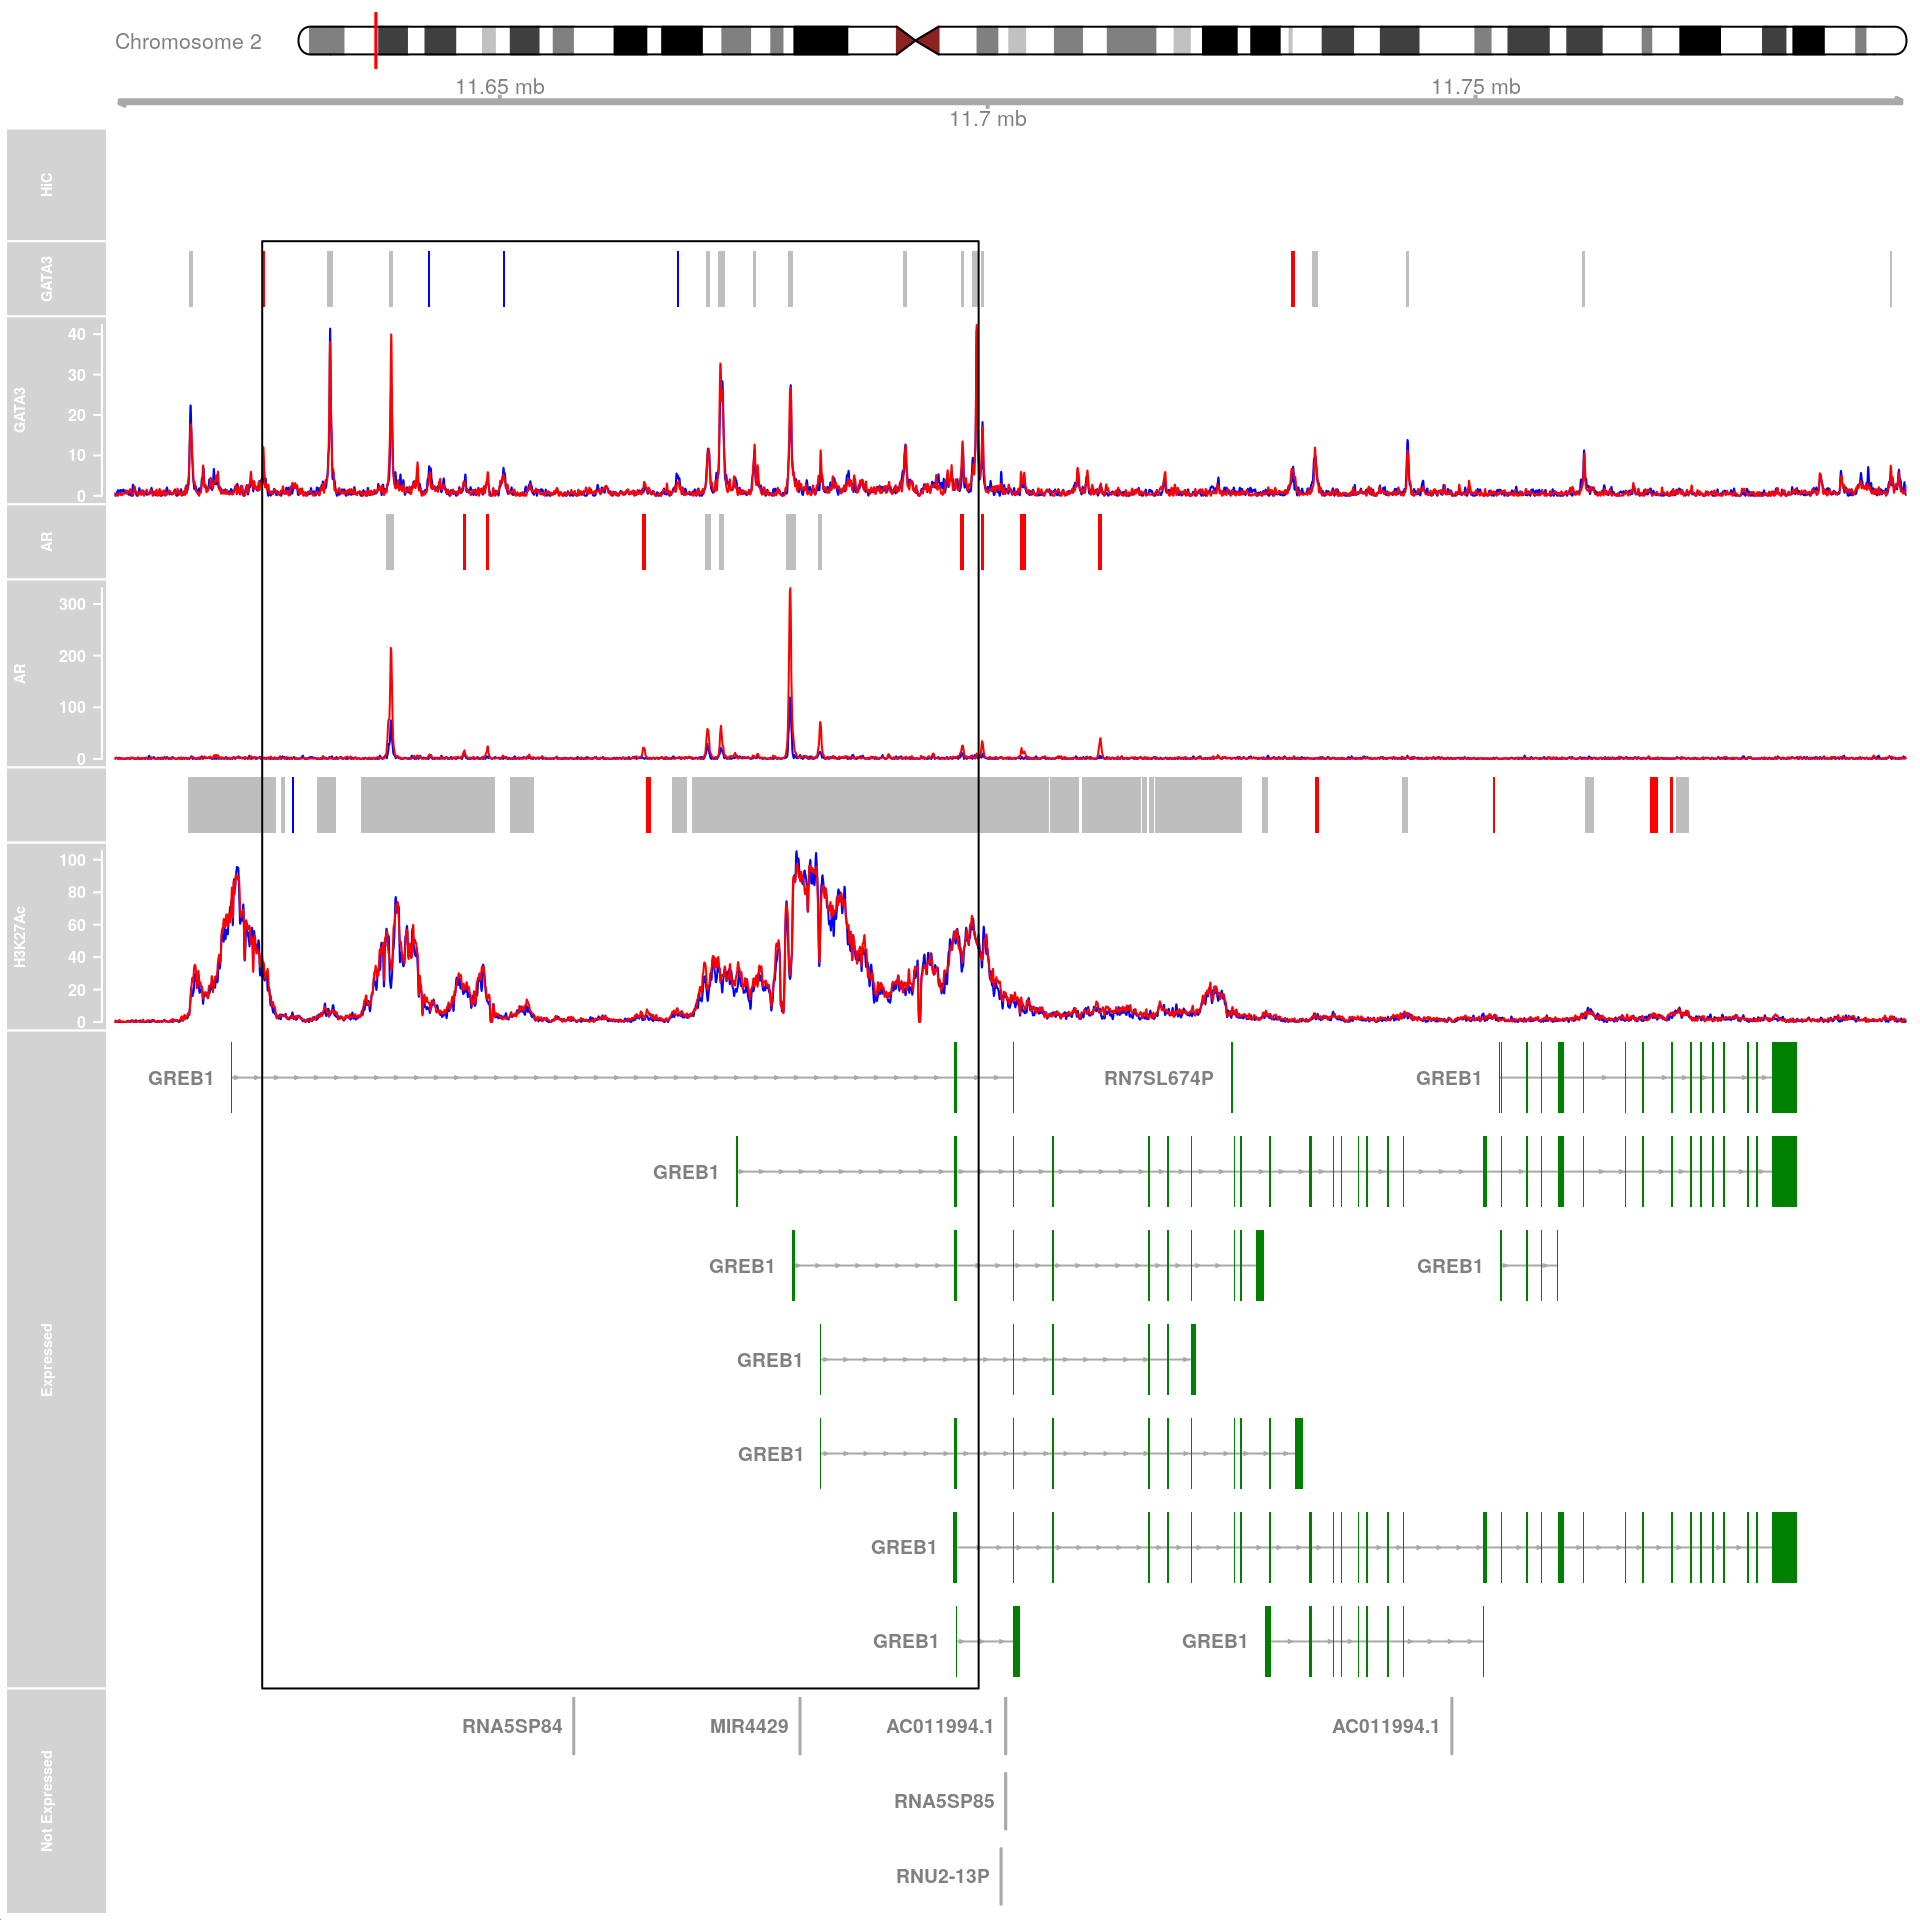 Chromosome 2
11.65 mb
11.75 mb
11.7 mb
HiC
GATA3
GATA3
40
30
20
10
0
AR
AR
300
200
100
0
H3K27Ac
100
80
60
40
20
0
Expressed
GREB1
RN7SL674P
GREB1
GREB1
GREB1
GREB1
GREB1
GREB1
GREB1
GREB1
GREB1
Not Expressed
RNA5SP84
MIR4429
AC011994.1
AC011994.1
RNA5SP85
RNU2-13P